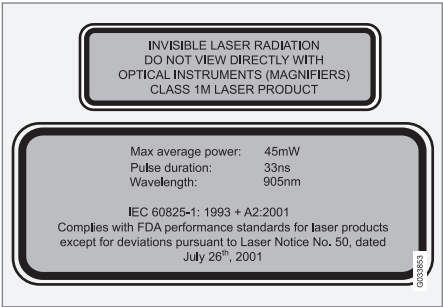 INVISIBLE LASER RADIATION
DO NOT VIEW DIRECTLY WITH
OPTICAL INSTRUMENTS (MAGNIFIERS)
CLASS 1M LASER PRODUCT
Max average power: 45mW
Pulse duration: 33ns
Wavelength: 905nm
IEC 60825-1: 1993 + A2:2001
Complies with FDA performance standards for laser products
except for deviations pursuant to Laser Notice No. 50, dated
July 26th, 2001
G033853